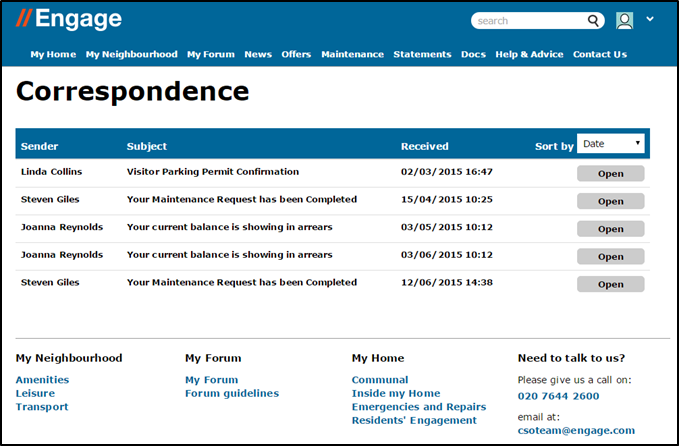 //Engage
search
My Home My Neighbourhood My Forum News Offers Maintenance Statements Docs Help & Advice Contact Us
Correspondence
Sender Subject Received Sort by Date
Linda Collins Visitor Parking Permit Confirmation 02/03/2015 16:47 Open
Steven Giles Your Maintenance Request has been Completed 15/04/2015 10:25 Open
Joanna Reynolds Your current balance is showing in arrears 03/05/2015 10:12 Open
Joanna Reynolds Your current balance is showing in arrears 03/06/2015 10:12 Open
Steven Giles Your Maintenance Request has been Completed 12/06/2015 14:38 Open
My Neighbourhood My Forum My Home Need to talk to us?
Amenities My Forum Communal Please give us a call on:
Leisure Forum guidelines Inside my Home 020 7644 2600
Transport Emergencies and Repairs
Residents' Engagement email at:
csoteam@engage.com